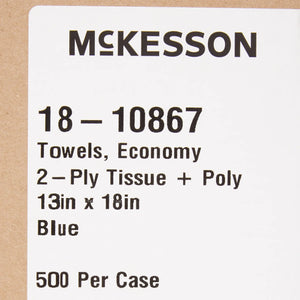 McKESSON
18-10867
Towels, Economy
2-Ply Tissue + Poly
13in x 18in
Blue
500 Per Case